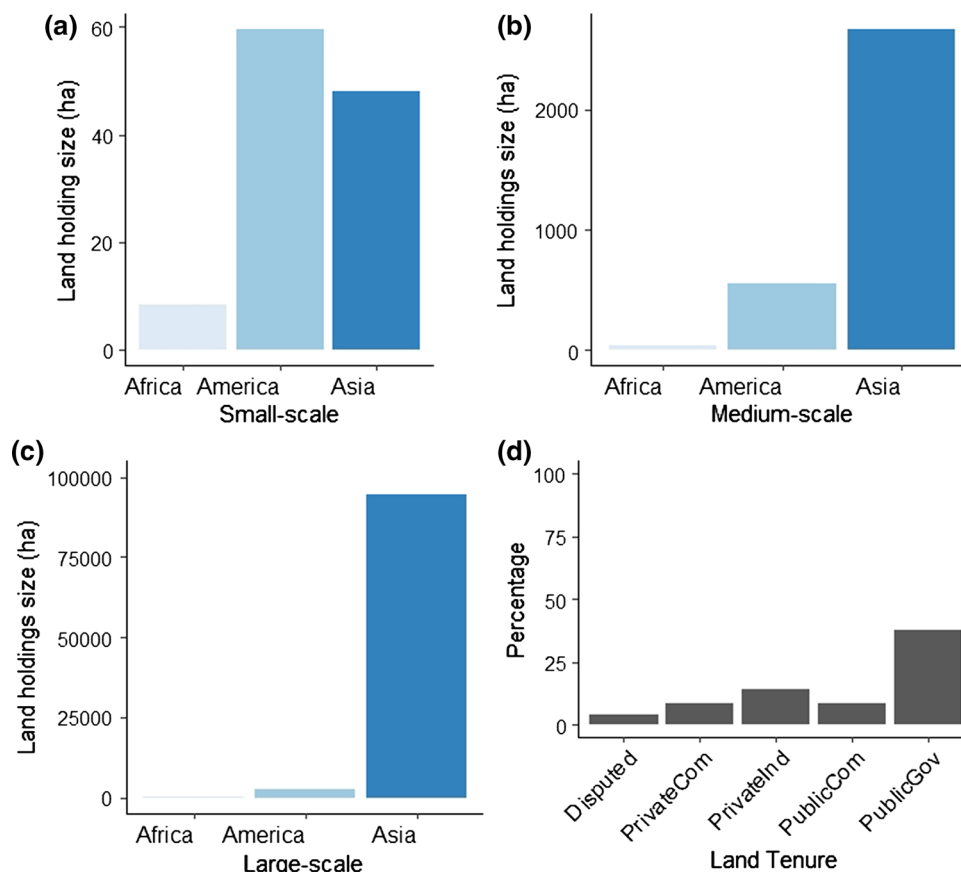 (a)
Land holding size (ha)
60
40
20
0
Africa America Asia
Small-scale
(b)
Land holdings size (ha)
2000
1000
0
Africa America Asia
Medium-scale
(c)
Land holdings size (ha)
100000
75000
50000
25000
0
Africa America Asia
Large-scale
(d)
Percentage
100
75
50
25
0
Disputed PrivateCom PrivateInd PublicCom PublicGov
Land Tenure